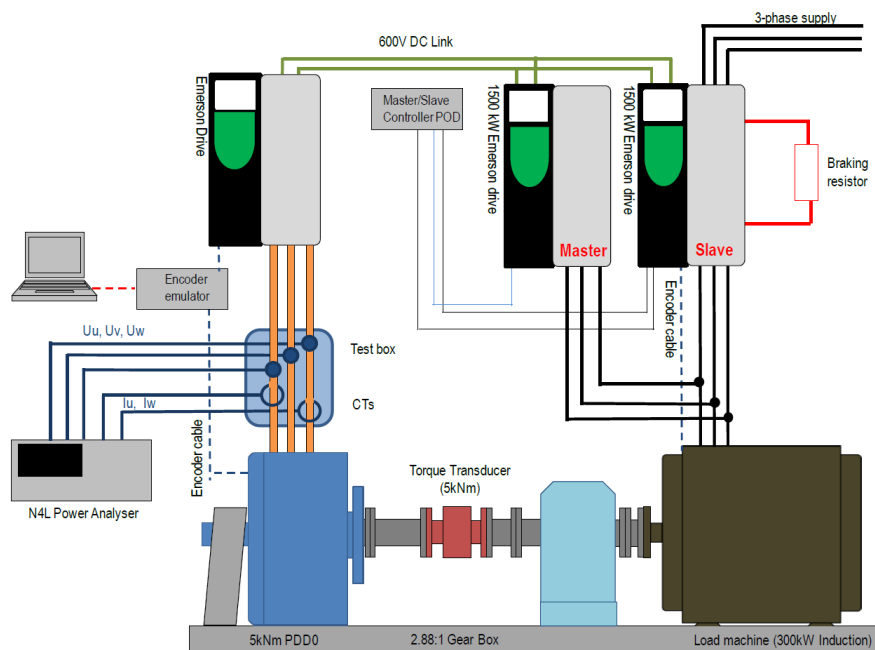 3-phase supply
600V DC Link
Emerson Drive
Master/Slave
Controller POD
1500 kW Emerson drive
1500 kW Emerson drive
Braking
resistor
Master
Slave
Encoder
emulator
Encoder cable
Uu, Uv, Uw
Test box
Iu, Iw
CTs
Encoder cable
N4L Power Analyser
Torque Transducer
(5kNm)
5kNm PDD0
2.88:1 Gear Box
Load machine (300kW Induction)